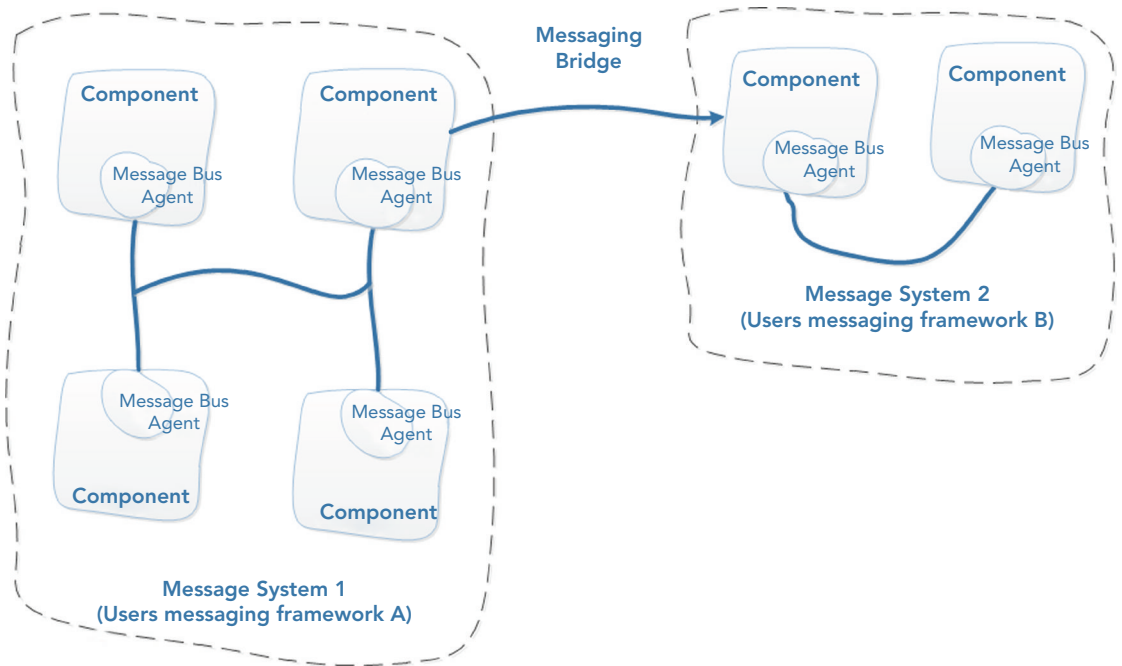 Messaging
Bridge
Component
Message Bus
Agent
Component
Message Bus
Agent
Message Bus
Agent
Component
Message Bus
Agent
Component
Message System 1
(Users messaging framework A)
Component
Message Bus
Agent
Component
Message Bus
Agent
Message System 2
(Users messaging framework B)